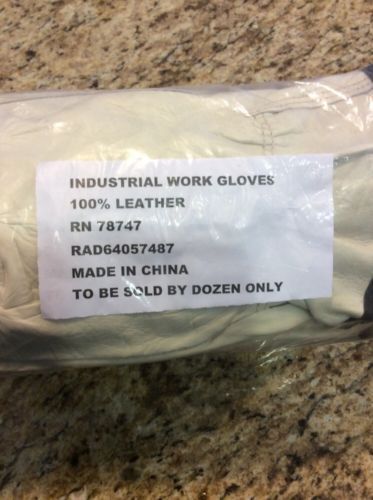 INDUSTRIAL WORK GLOVES
100% LEATHER
RN 78747
RAD64057487
MADE IN CHINA
TO BE SOLD BY DOZEN ONLY